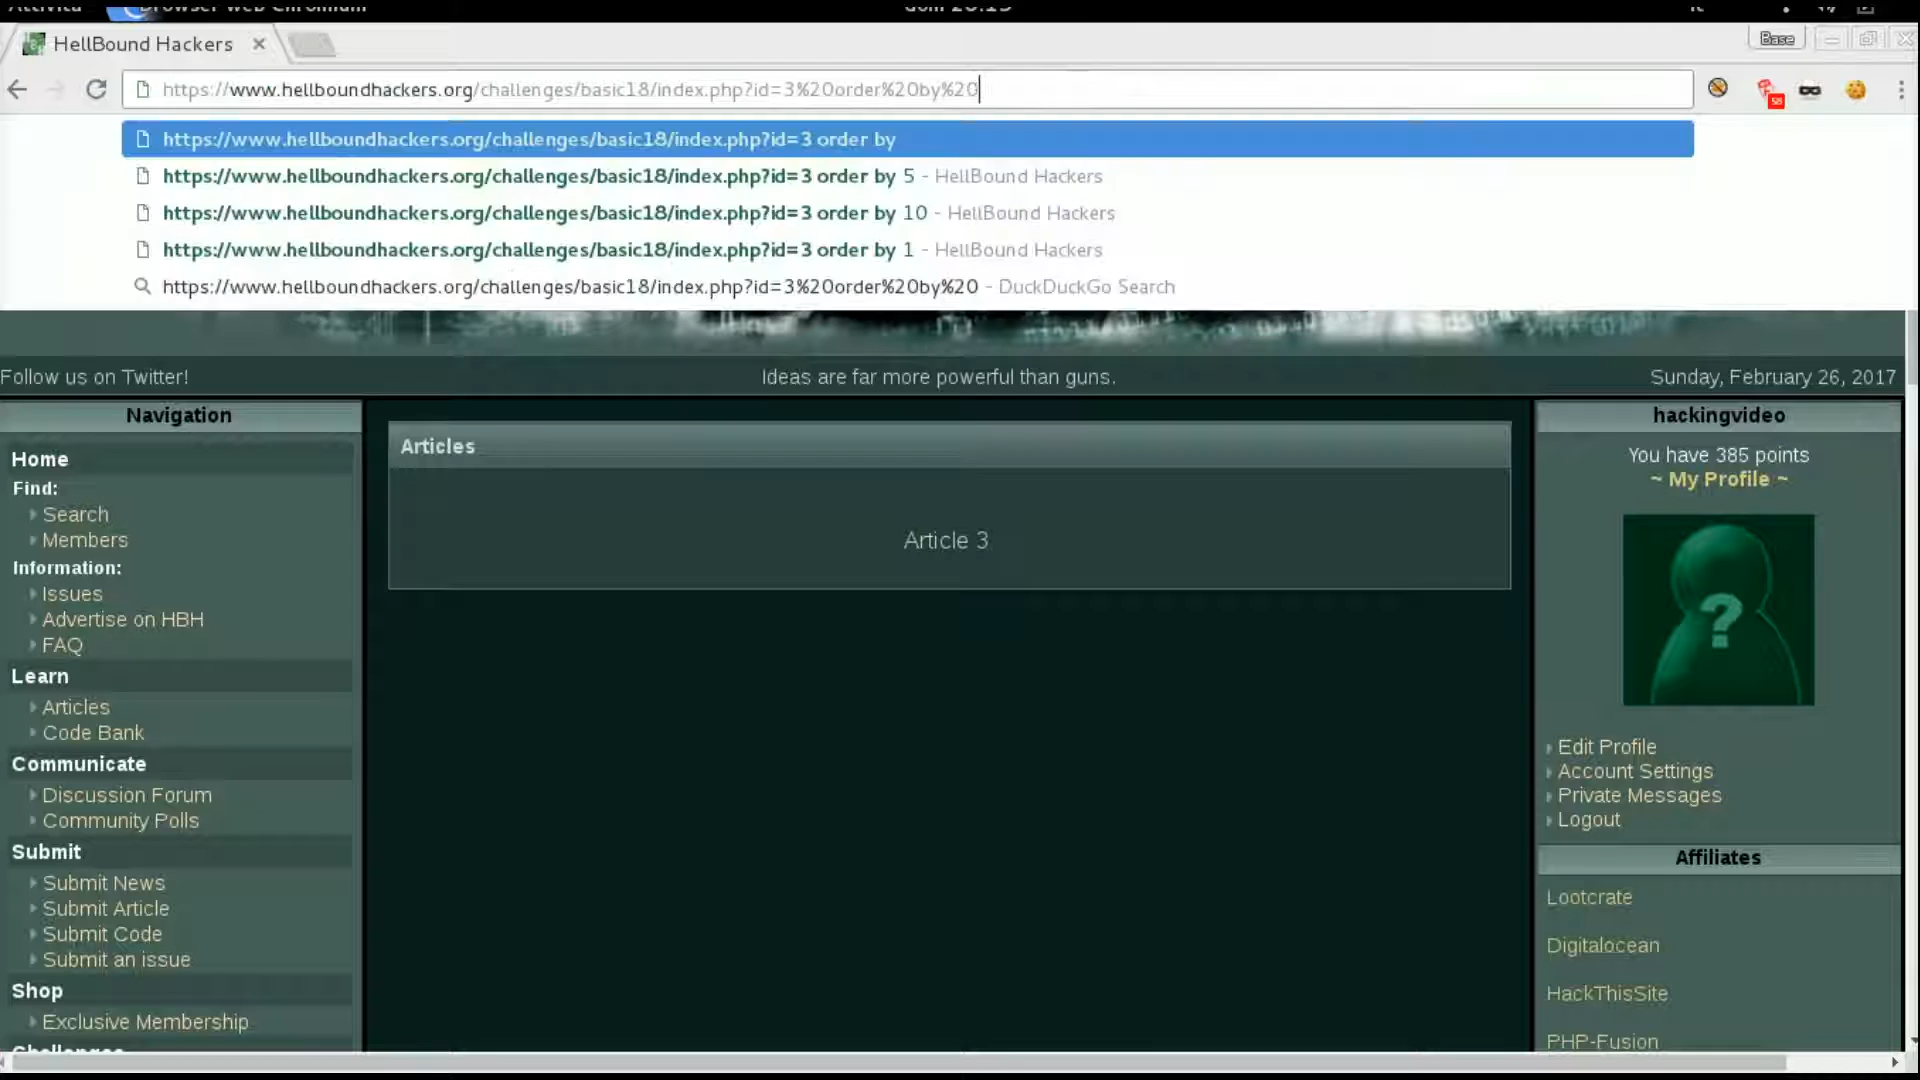 HellBound Hackers
Base
https://www.hellboundhackers.org/challenges/basic18/index.php?id=3%20order%20by%20
58
https://www.hellboundhackers.org/challenges/basic18/index.php?id=3 order by
https://www.hellboundhackers.org/challenges/basic18/index.php?id=3 order by 5 - HellBound Hackers
https://www.hellboundhackers.org/challenges/basic18/index.php?id=3 order by 10 - HellBound Hackers
https://www.hellboundhackers.org/challenges/basic18/index.php?id=3 order by 1 - HellBound Hackers
https://www.hellboundhackers.org/challenges/basic18/index.php?id=3%20order%20by%20 - DuckDuckGo Search
Follow us on Twitter!
Ideas are far more powerful than guns.
Sunday, February 26, 2017
Navigation
Home
Find:
Search
Members
Information:
Issues
Advertise on HBH
FAQ
Learn
Articles
Code Bank
Communicate
Discussion Forum
Community Polls
Submit
Submit News
Submit Article
Submit Code
Submit an issue
Shop
Exclusive Membership
Challenges
Articles
Article 3
hackingvideo
You have 385 points
~ My Profile ~
?
Edit Profile
Account Settings
Private Messages
Logout
Affiliates
Lootcrate
Digitalocean
HackThisSite
PHP-Fusion